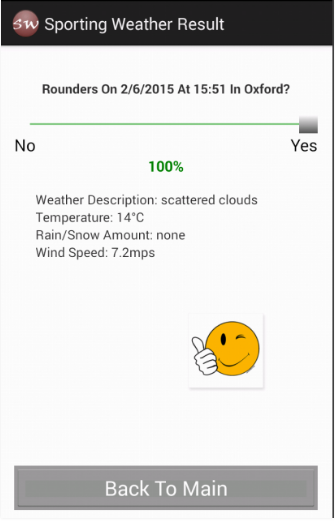 SW Sporting Weather Result
Rounders On 2/6/2015 At 15:51 In Oxford?
No Yes
100%
Weather Description: scattered clouds
Temperature: 14°C
Rain/Snow Amount: none
Wind Speed: 7.2mps
Back To Main